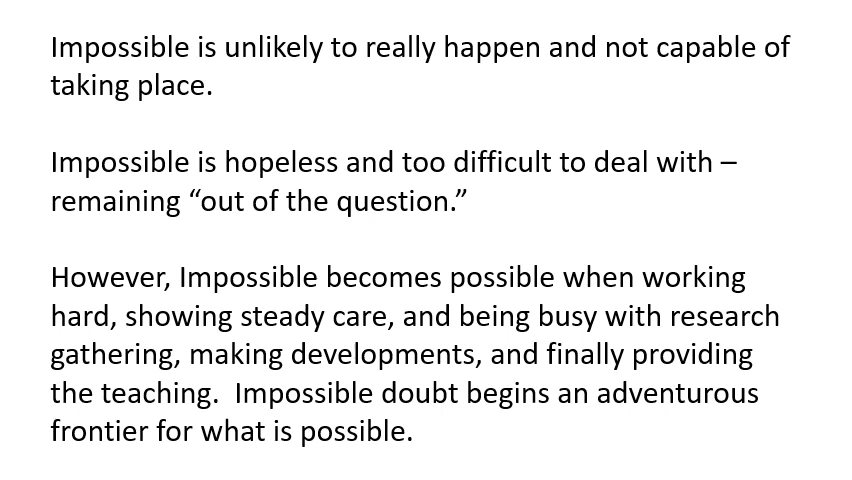 Impossible is unlikely to really happen and not capable of
taking place.
Impossible is hopeless and too difficult to deal with –
remaining “out of the question.”
However, Impossible becomes possible when working
hard, showing steady care, and being busy with research
gathering, making developments, and finally providing
the teaching.  Impossible doubt begins an adventurous
frontier for what is possible.